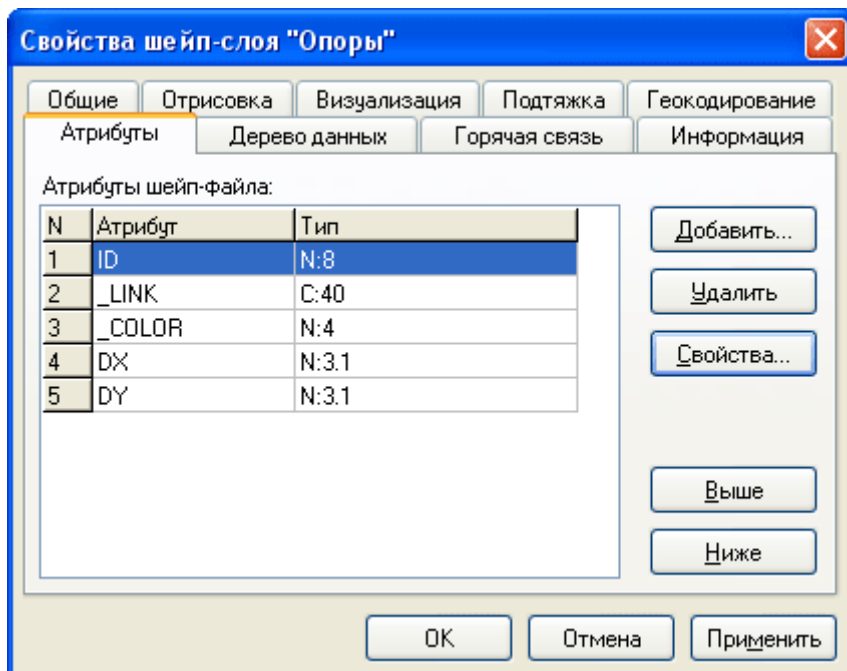 Свойства шейп-слоя "Опоры"
Общие Отрисовка Визуализация Подтяжка Геокодирование
Атрибуты Дерево данных Горячая связь Информация
Атрибуты шейп-файла:
N Атрибут Тип
1 ID N:8
2 _LINK C:40
3 _COLOR N:4
4 DX N:3.1
5 DY N:3.1
Добавить...
Удалить
Свойства...
Выше
Ниже
OK Отмена Применить